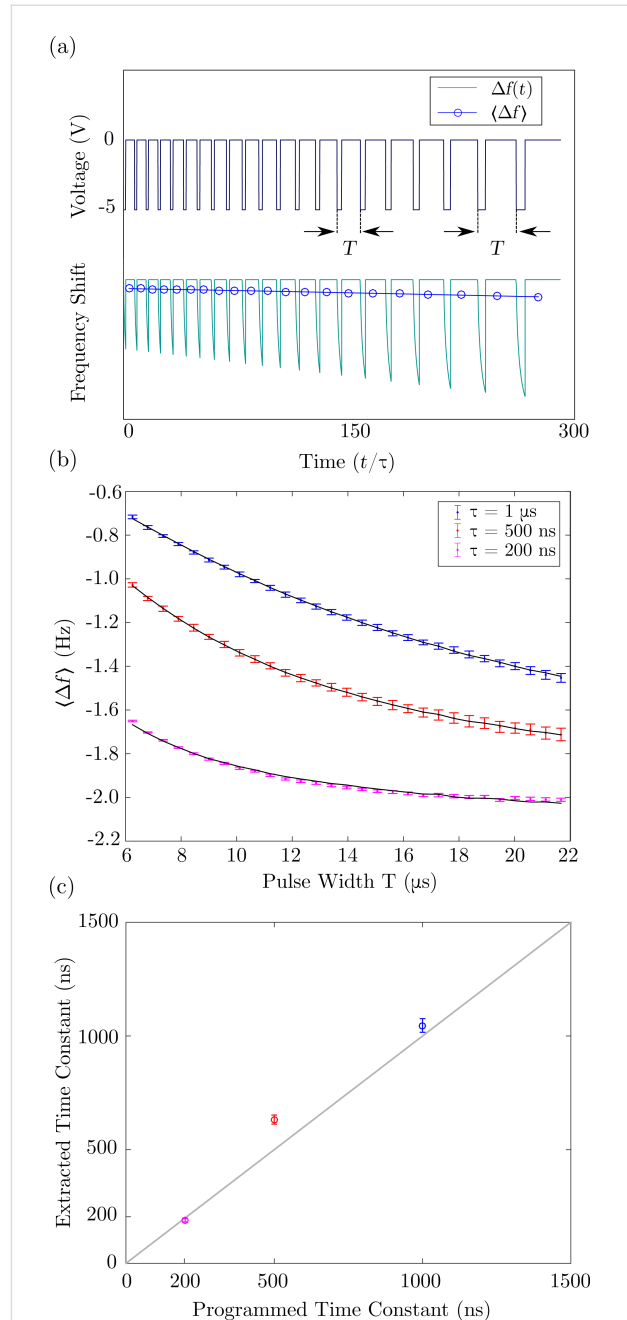 (a)
Δf(t)
⟨Δf⟩
Voltage (V)
0
-5
T
T
Frequency Shift
0
150
300
Time (t/τ)
(b)
-0.6
-0.8
-1.0
-1.2
-1.4
-1.6
-1.8
-2.0
-2.2
⟨Δf⟩ (Hz)
τ = 1 μs
τ = 500 ns
τ = 200 ns
6
8
10
12
14
16
18
20
22
Pulse Width T (μs)
(c)
1500
1000
500
200
0
Extracted Time Constant (ns)
0
200
500
1000
1500
Programmed Time Constant (ns)